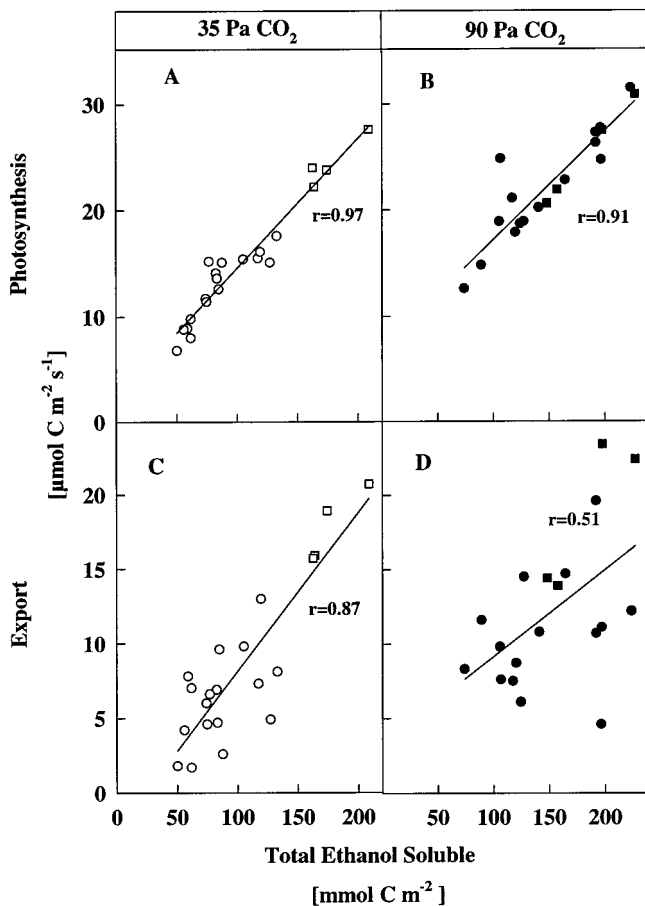 35 Pa CO₂ 90 Pa CO₂
A B
30
20
10
0
r=0.97
r=0.91
Photosynthesis
[µmol C m⁻² s⁻¹]
C D
20
15
10
5
0
r=0.87
r=0.51
Export
0 50 100 150 200 50 100 150 200
Total Ethanol Soluble
[mmol C m⁻²]